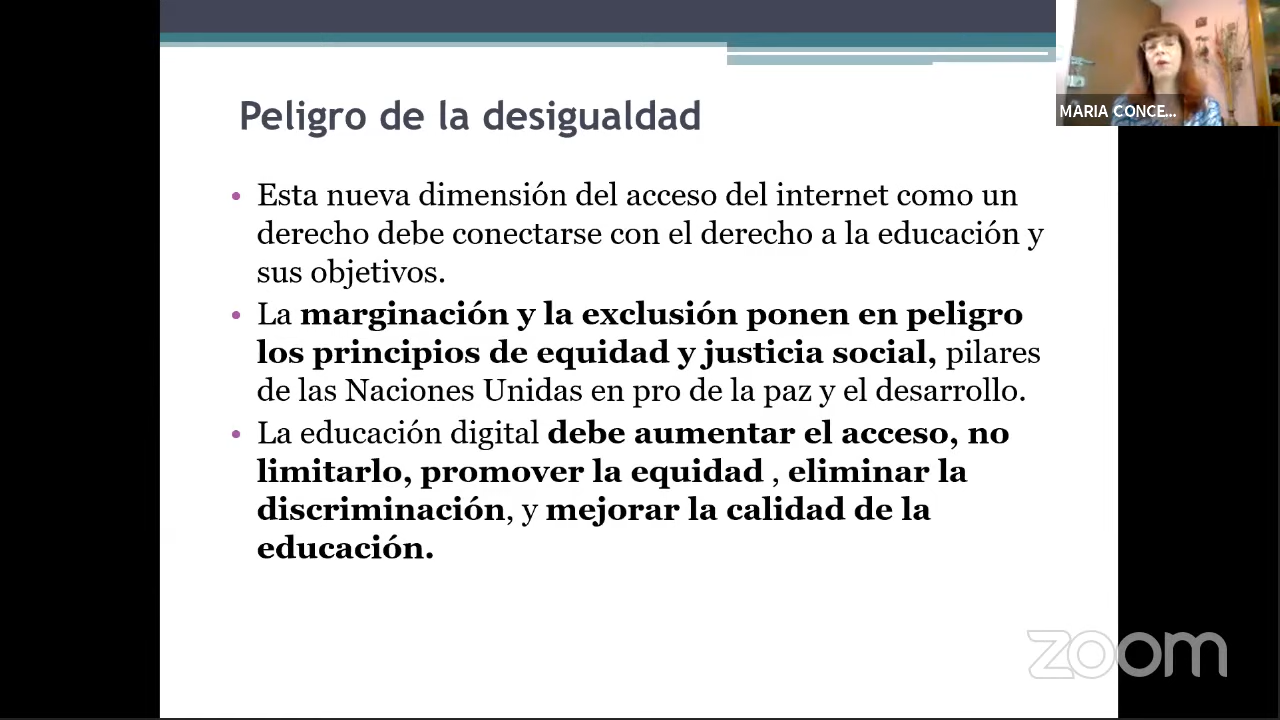 MARIA CONCE...
Peligro de la desigualdad
• Esta nueva dimensión del acceso del internet como un
derecho debe conectarse con el derecho a la educación y
sus objetivos.
• La marginación y la exclusión ponen en peligro
los principios de equidad y justicia social, pilares
de las Naciones Unidas en pro de la paz y el desarrollo.
• La educación digital debe aumentar el acceso, no
limitarlo, promover la equidad , eliminar la
discriminación, y mejorar la calidad de la
educación.
zoom